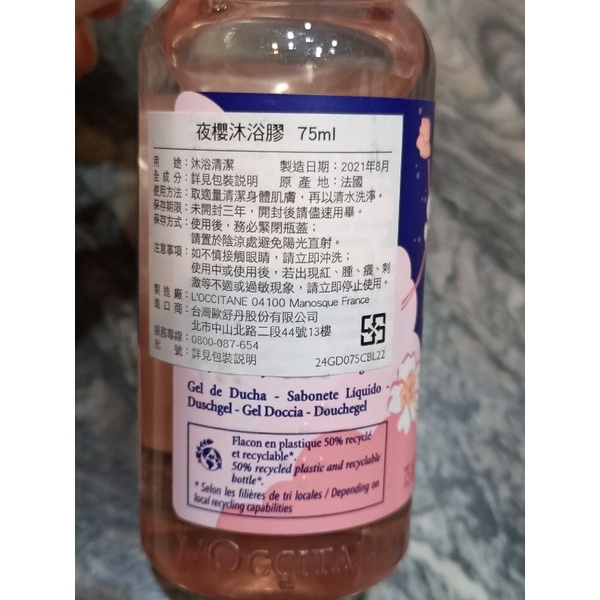 夜櫻沐浴膠 75ml
用 途：沐浴清潔 製造日期：2021年8月
全成分：詳見包裝說明 原產地：法國
使用方法：取適量清潔身體肌膚，再以清水洗淨。
保存期限：未開封三年，開封後請儘速用畢。
保存方式：使用後，務必緊閉瓶蓋；
請置於陰涼處避免陽光直射。
注意事項：如不慎接觸眼睛，請立即沖洗；
使用中或使用後，若出現紅、腫、癢、刺
激等不適或過敏現象，請立即停止使用。
製造廠：L'OCCITANE 04100 Manosque France
進口商：台灣歐舒丹股份有限公司
北市中山北路二段44號13樓
服務專線：0800-087-654
批 號：詳見包裝說明 24GD075CBL22
Gel de Ducha - Sabonete Líquido -
Duschgel - Gel Doccia - Douchegel
Flacon en plastique 50% recyclé
et recyclable*.
50% recycled plastic and recyclable
bottle*.
* Selon les filières de tri locales / Depending on
local recycling capabilities
L'OCCITA